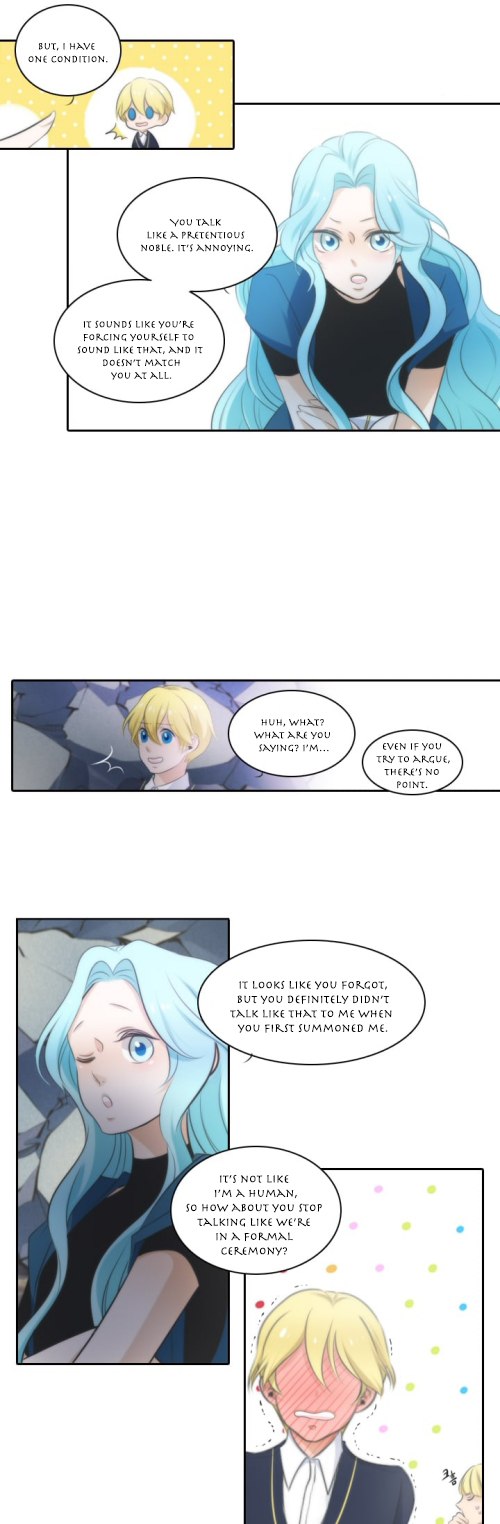 BUT, I HAVE
ONE CONDITION.
YOU TALK
LIKE A PRETENTIOUS
NOBLE. IT'S ANNOYING.
IT SOUNDS LIKE YOU'RE
FORCING YOURSELF TO
SOUND LIKE THAT, AND IT
DOESN'T MATCH
YOU AT ALL.
HUH, WHAT?
WHAT ARE YOU
SAYING? I'M...
EVEN IF YOU
TRY TO ARGUE,
THERE'S NO
POINT.
IT LOOKS LIKE YOU FORGOT,
BUT YOU DEFINITELY DIDN'T
TALK LIKE THAT TO ME WHEN
YOU FIRST SUMMONED ME.
IT'S NOT LIKE
I'M A HUMAN,
SO HOW ABOUT YOU STOP
TALKING LIKE WE'RE
IN A FORMAL
CEREMONY?